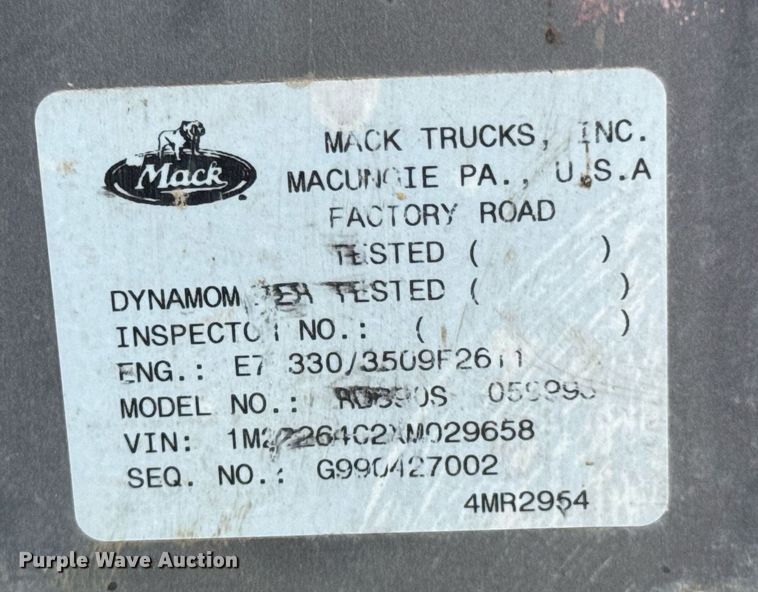 Mack
MACK TRUCKS, INC.
MACUNGIE PA., U.S.A
FACTORY ROAD
TESTED ( )
TESTED ( )
INSPECTOR NO.: ( )
ENG.: E7 330/3509F2611
MODEL NO.:
VIN:
SEQ. NO.: G990427002
4MR2954
Purple Wave Auction